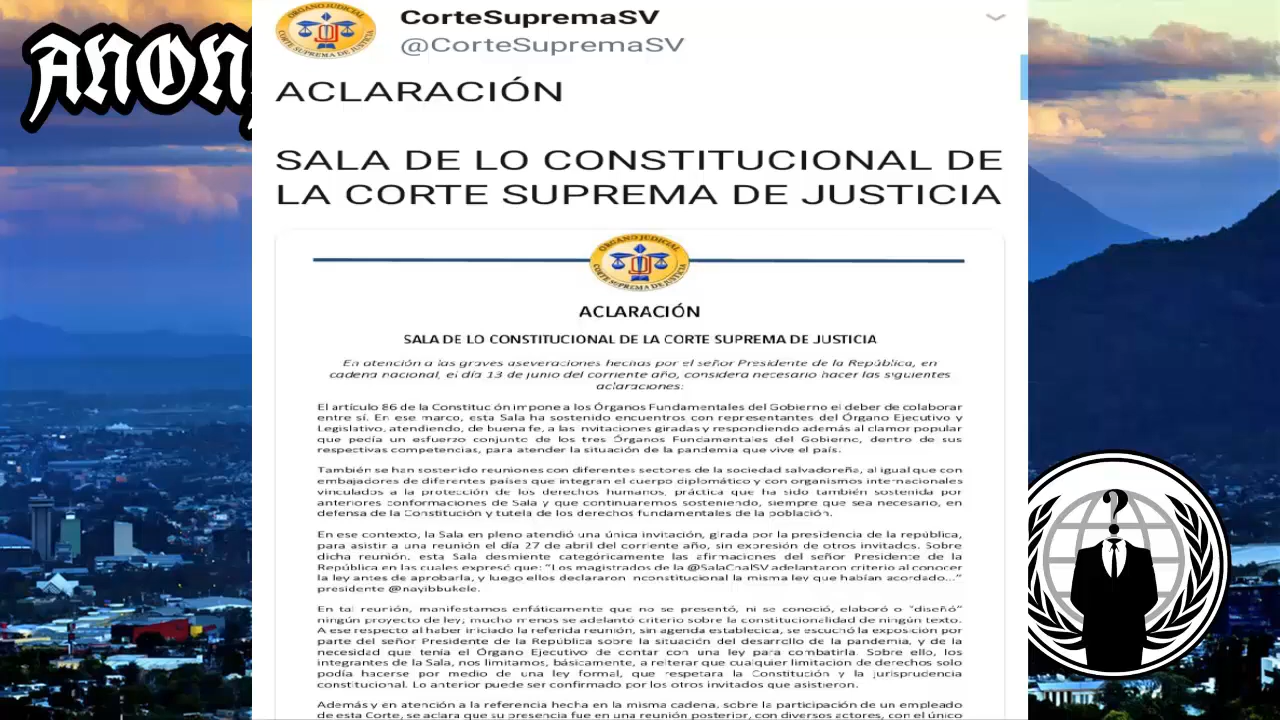 ANON
CorteSupremaSV
@CorteSupremaSV
ACLARACIÓN
SALA DE LO CONSTITUCIONAL DE
LA CORTE SUPREMA DE JUSTICIA
ÓRGANO JUDICIAL
CORTE SUPREMA DE JUSTICIA
ACLARACIÓN
SALA DE LO CONSTITUCIONAL DE LA CORTE SUPREMA DE JUSTICIA
En atención a las graves aseveraciones hechas por el señor Presidente de la República, en
cadena nacional, el día 13 de junio del corriente año, considera necesario hacer las siguientes
aclaraciones:
El artículo 86 de la Constitución impone a los Órganos Fundamentales del Gobierno el deber de colaborar
entre sí. En ese marco, esta Sala ha sostenido encuentros con representantes del Órgano Ejecutivo y
Legislativo, atendiendo, de buena fe, a las invitaciones giradas y respondiendo además al clamor popular
que pedía un esfuerzo conjunto de los tres Órganos Fundamentales del Gobierno, dentro de sus
respectivas competencias, para atender la situación de la pandemia que vive el país.
También se han sostenido reuniones con diferentes sectores de la sociedad salvadoreña, al igual que con
embajadores de diferentes países que integran el cuerpo diplomático y con organismos internacionales
vinculados a la protección de los derechos humanos, práctica que ha sido también sostenida por
anteriores conformaciones de Sala y que continuaremos sosteniendo, siempre que sea necesario, en
defensa de la Constitución y tutela de los derechos fundamentales de la población.
En ese contexto, la Sala en pleno atendió una única invitación, girada por la presidencia de la república,
para asistir a una reunión el día 27 de abril del corriente año, sin expresión de otros invitados. Sobre
dicha reunión, esta Sala desmiente categóricamente las afirmaciones del señor Presidente de la
República en las cuales expresó que: "Los magistrados de la @SalaCnalSV adelantaron criterio al conocer
la ley antes de aprobarla, y luego ellos declararon inconstitucional la misma ley que habían acordado..."
presidente @nayibbukele.
En tal reunión, manifestamos enfáticamente que no se presentó, ni se conoció, elaboró o "diseñó"
ningún proyecto de ley; mucho menos se adelantó criterio sobre la constitucionalidad de ningún texto.
A ese respecto al haber iniciado la referida reunión, sin agenda establecida, se escuchó la exposición por
parte del señor Presidente de la República sobre la situación del desarrollo de la pandemia, y de la
necesidad que tenía el Órgano Ejecutivo de contar con una ley para combatirla. Sobre ello, los
integrantes de la Sala, nos limitamos, básicamente, a reiterar que cualquier limitación de derechos solo
podía hacerse por medio de una ley formal, que respetara la Constitución y la jurisprudencia
constitucional. Lo anterior puede ser confirmado por los otros invitados que asistieron.
Además y en atención a la referencia hecha en la misma cadena, sobre la participación de un empleado
de esta Corte, se aclara que su presencia fue en una reunión posterior, con diversos actores, con el único
?